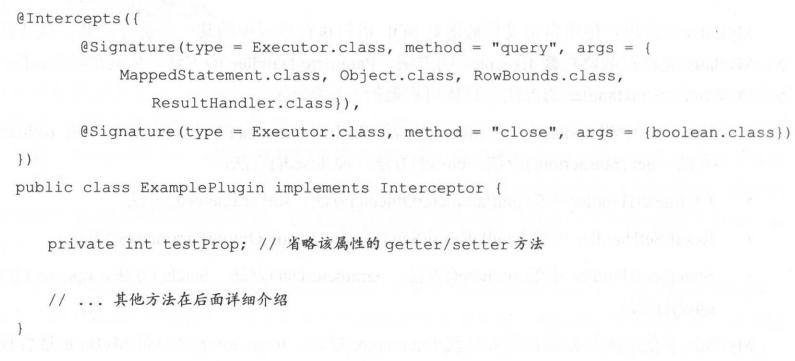 @Intercepts({
@Signature(type = Executor.class, method = "query", args = {
MappedStatement.class, Object.class, RowBounds.class,
ResultHandler.class}),
@Signature(type = Executor.class, method = "close", args = {boolean.class})
})
public class ExamplePlugin implements Interceptor {
private int testProp; // 省略该属性的 getter/setter 方法
// ... 其他方法在后面详细介绍
}